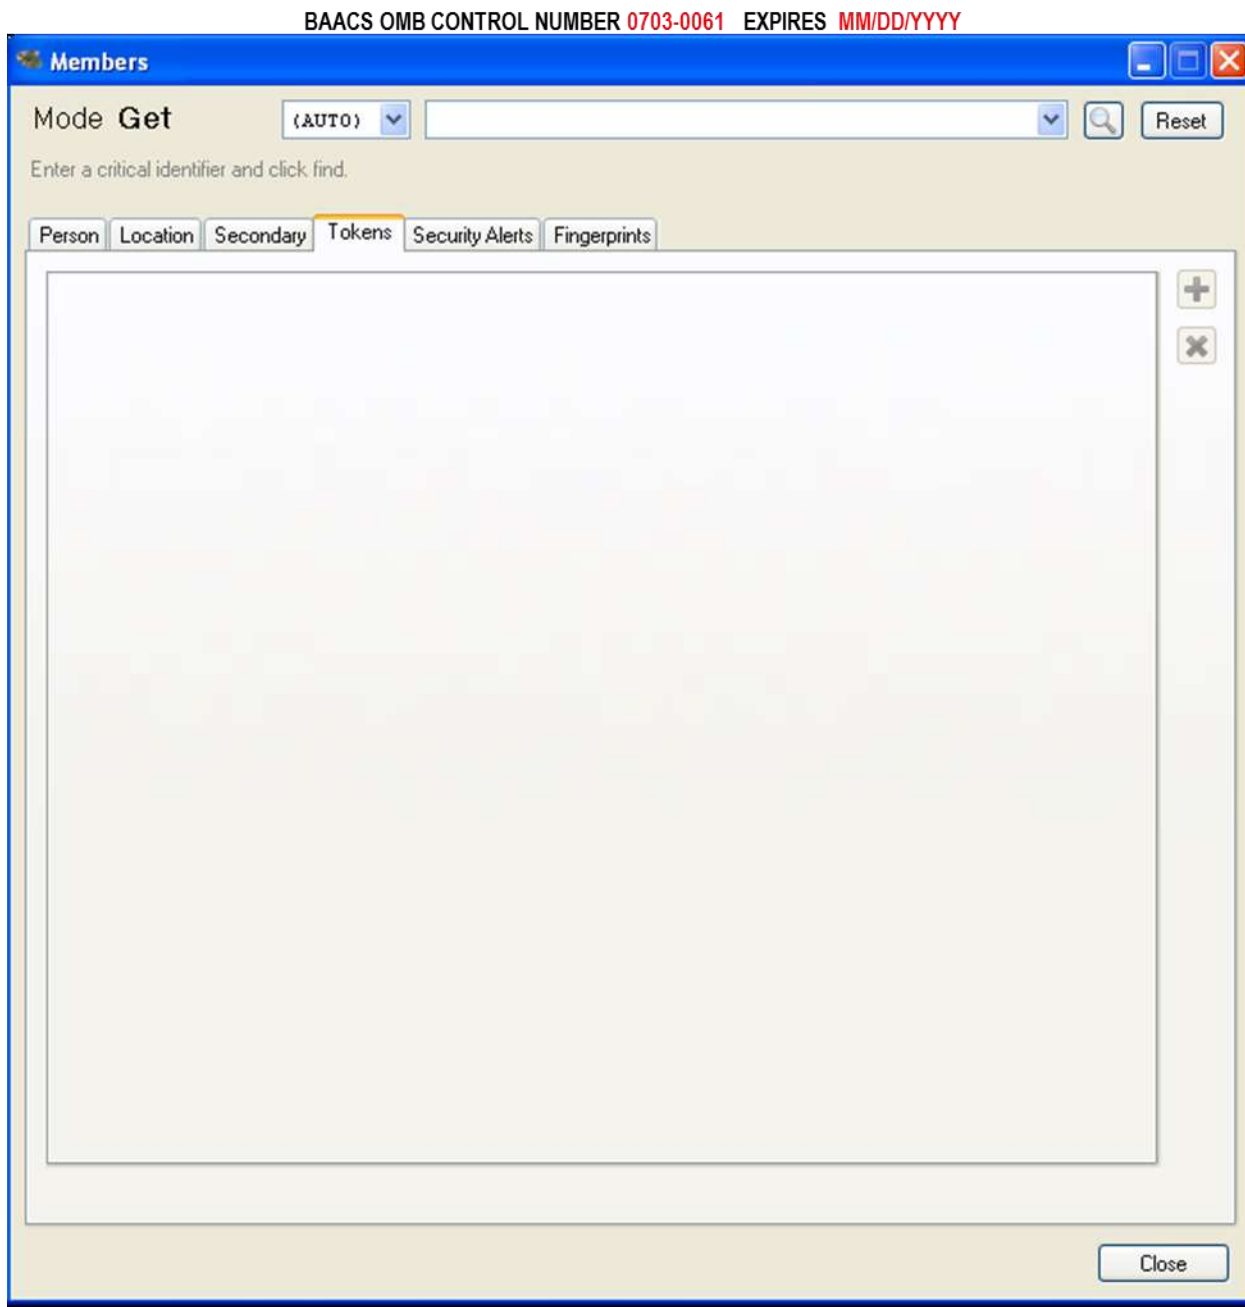 BAACS OMB CONTROL NUMBER 0703-0061 EXPIRES MM/DD/YYYY
Members
Mode Get (AUTO) Reset
Enter a critical identifier and click find.
Person Location Secondary Tokens Security Alerts Fingerprints
Close